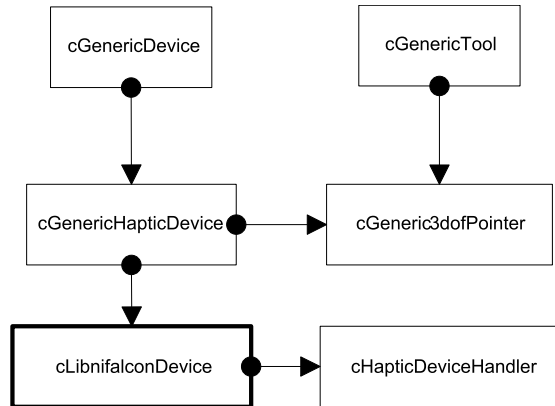 cGenericDevice
cGenericTool
cGenericHapticDevice
cGeneric3dofPointer
cLibnifalconDevice
cHapticDeviceHandler